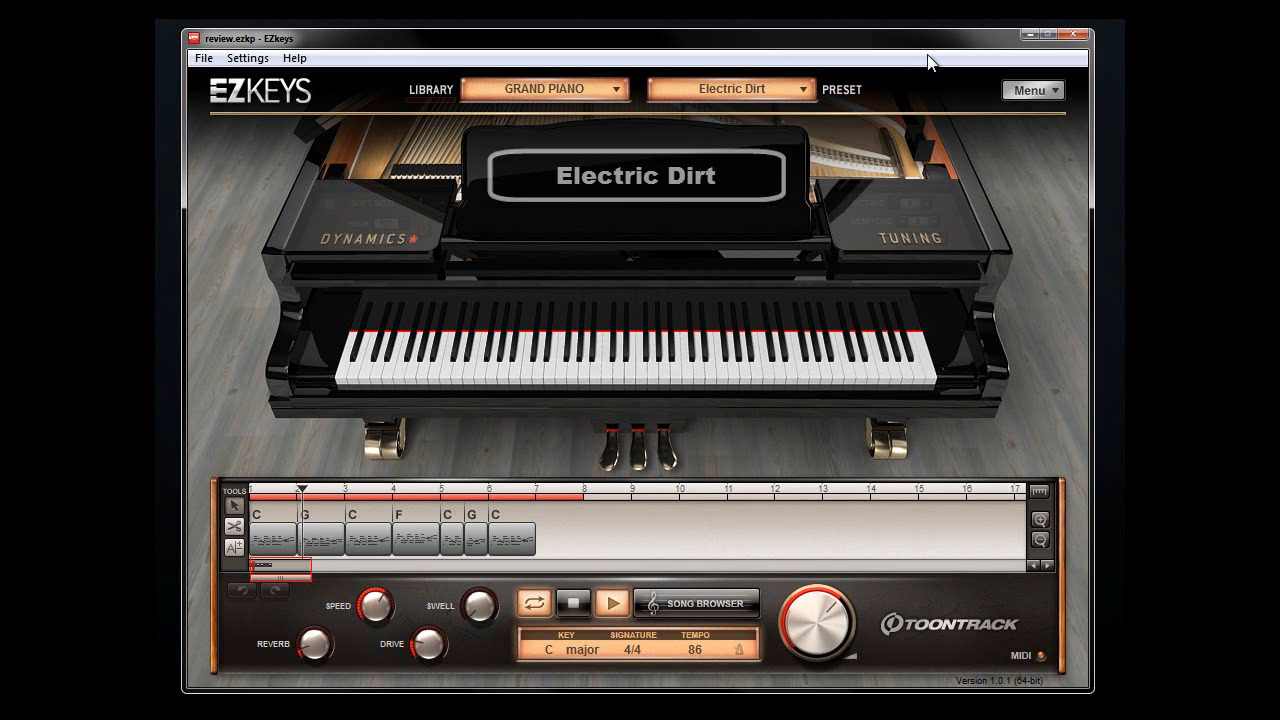 review.ezkp - EZkeys
File Settings Help
EZKEYS LIBRARY GRAND PIANO Electric Dirt PRESET Menu
Electric Dirt
DYNAMICS* TUNING
TOOLS 1 2 3 4 5 6 7 8 9 10 11 12 13 14 15 16 17
C G C F C G C
SPEED SWELL SONG BROWSER
REVERB DRIVE
KEY SIGNATURE TEMPO
C major 4/4 86
TOONTRACK
MIDI
Version 1.0.1 (64-bit)